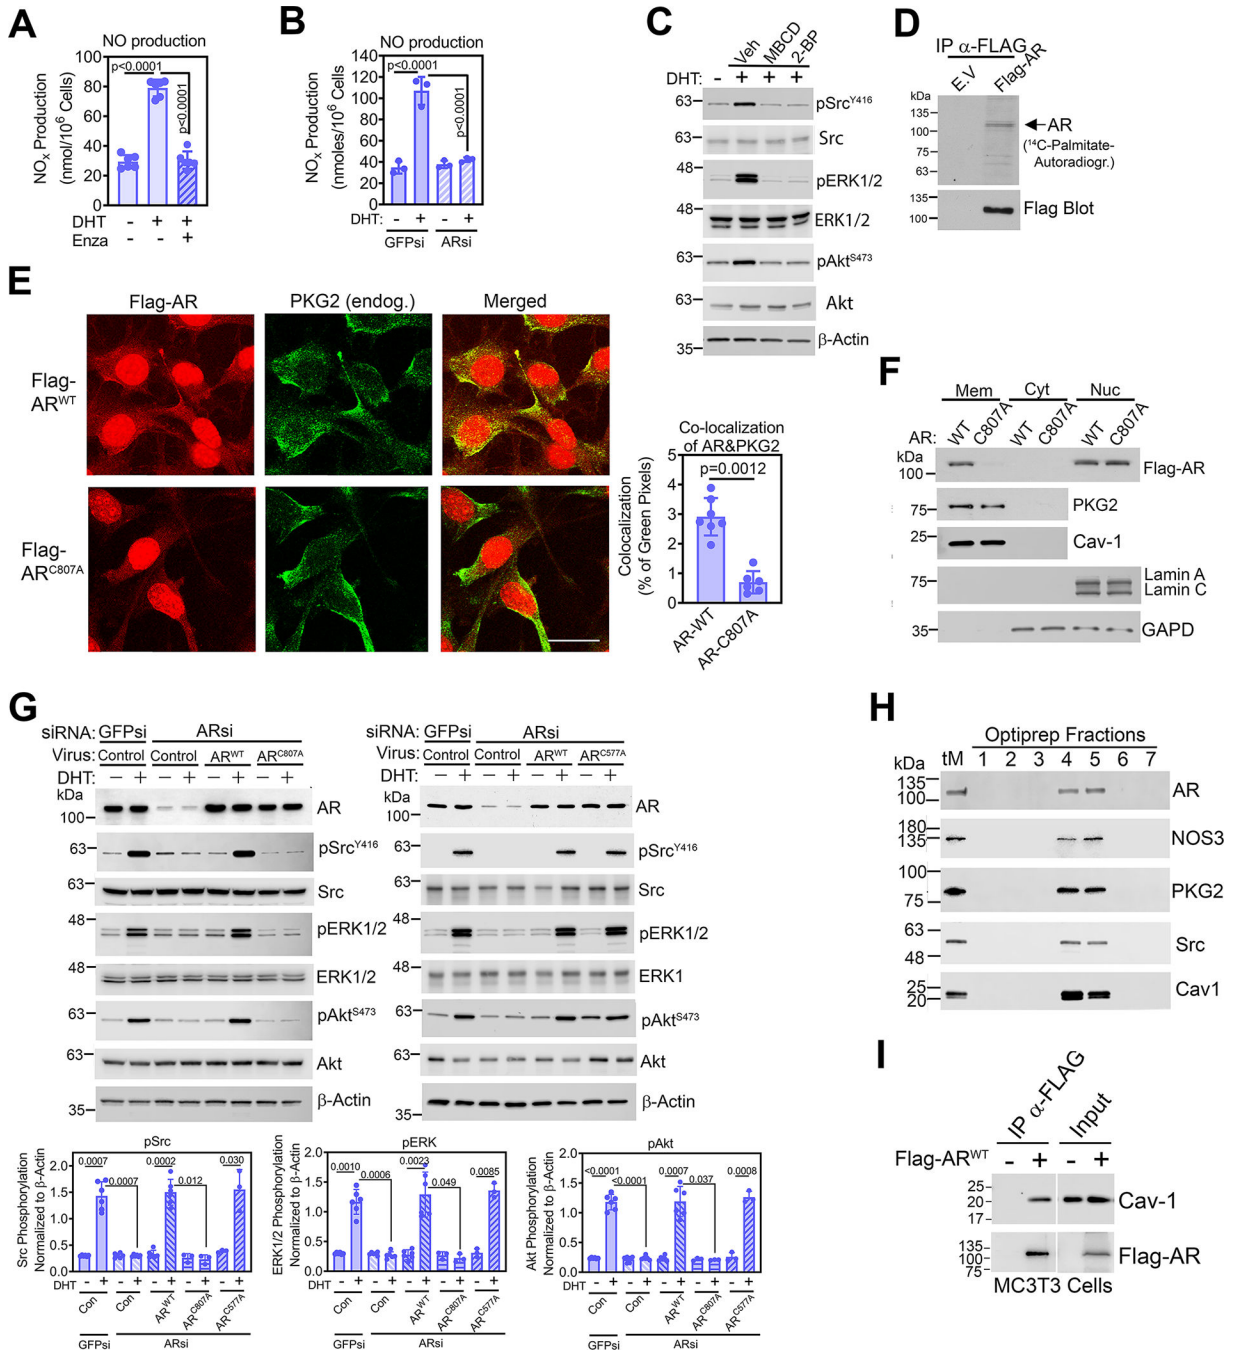 A
NO production
NOx Production
(nmol/10⁶ Cells)
100
80
60
40
20
0
p<0.0001
p<0.0001
DHT - + +
Enza - - +
B
NO production
NOx Production
(nmoles/10⁶ Cells)
140
120
100
80
60
40
20
0
p<0.0001
p<0.0001
DHT: - + - +
GFPsi ARsi
C
Veh MBCD 2-BP
DHT: - + + +
63 pSrcY416
63 Src
48 pERK1/2
48 ERK1/2
63 pAktS473
63 Akt
35 β-Actin
D
IP α-FLAG
E.V Flag-AR
kDa
135
100
75
63
AR
(¹⁴C-Palmitate-
Autoradiogr.)
135
100
Flag Blot
E
Flag-AR PKG2 (endog.) Merged
Flag-
ARWT
Flag-
ARC807A
Co-localization
of AR&PKG2
Colocalization
(% of Green Pixels)
5
4
3
2
1
0
p=0.0012
AR-WT AR-C807A
F
Mem Cyt Nuc
AR: WT C807A WT C807A WT C807A
kDa
100 Flag-AR
75 PKG2
Cav-1
75 Lamin A
Lamin C
35 GAPD
G
siRNA: GFPsi ARsi
Virus: Control Control ARWT ARC807A
DHT: - + - + - + - +
kDa
100 AR
63 pSrcY416
63 Src
48 pERK1/2
48 ERK1/2
63 pAktS473
63 Akt
35 β-Actin
siRNA: GFPsi ARsi
Virus: Control Control ARWT ARC577A
DHT: - + - + - + - +
kDa
100 AR
63 pSrcY416
63 Src
48 pERK1/2
48 ERK1
63 pAktS473
63 Akt
35 β-Actin
pSrc
Src Phosphorylation
Normalized to β-Actin
2.0
1.5
1.0
0.5
0.0
0.0007 0.0007 0.0002 0.012 0.030
DHT - + - + - + - + - +
Con Con ARWT ARC807A ARC577A
GFPsi ARsi
pERK
ERK1/2 Phosphorylation
Normalized to β-Actin
2.0
1.5
1.0
0.5
0.0
0.0010 0.0006 0.0023 0.049 0.0085
DHT - + - + - + - + - +
Con Con ARWT ARC807A ARC577A
GFPsi ARsi
pAkt
Akt Phosphorylation
Normalized to β-Actin
2.0
1.5
1.0
0.5
0.0
<0.0001 <0.0001 0.0007 0.037 0.0008
DHT - + - + - + - + - +
Con Con ARWT ARC807A ARC577A
GFPsi ARsi
H
Optiprep Fractions
kDa tM 1 2 3 4 5 6 7
135
100 AR
180
135 NOS3
100
75 PKG2
63
48 Src
25
20 Cav1
I
IP α-FLAG Input
Flag-ARWT - + - +
25
20
17
Cav-1
135
100
75
Flag-AR
MC3T3 Cells